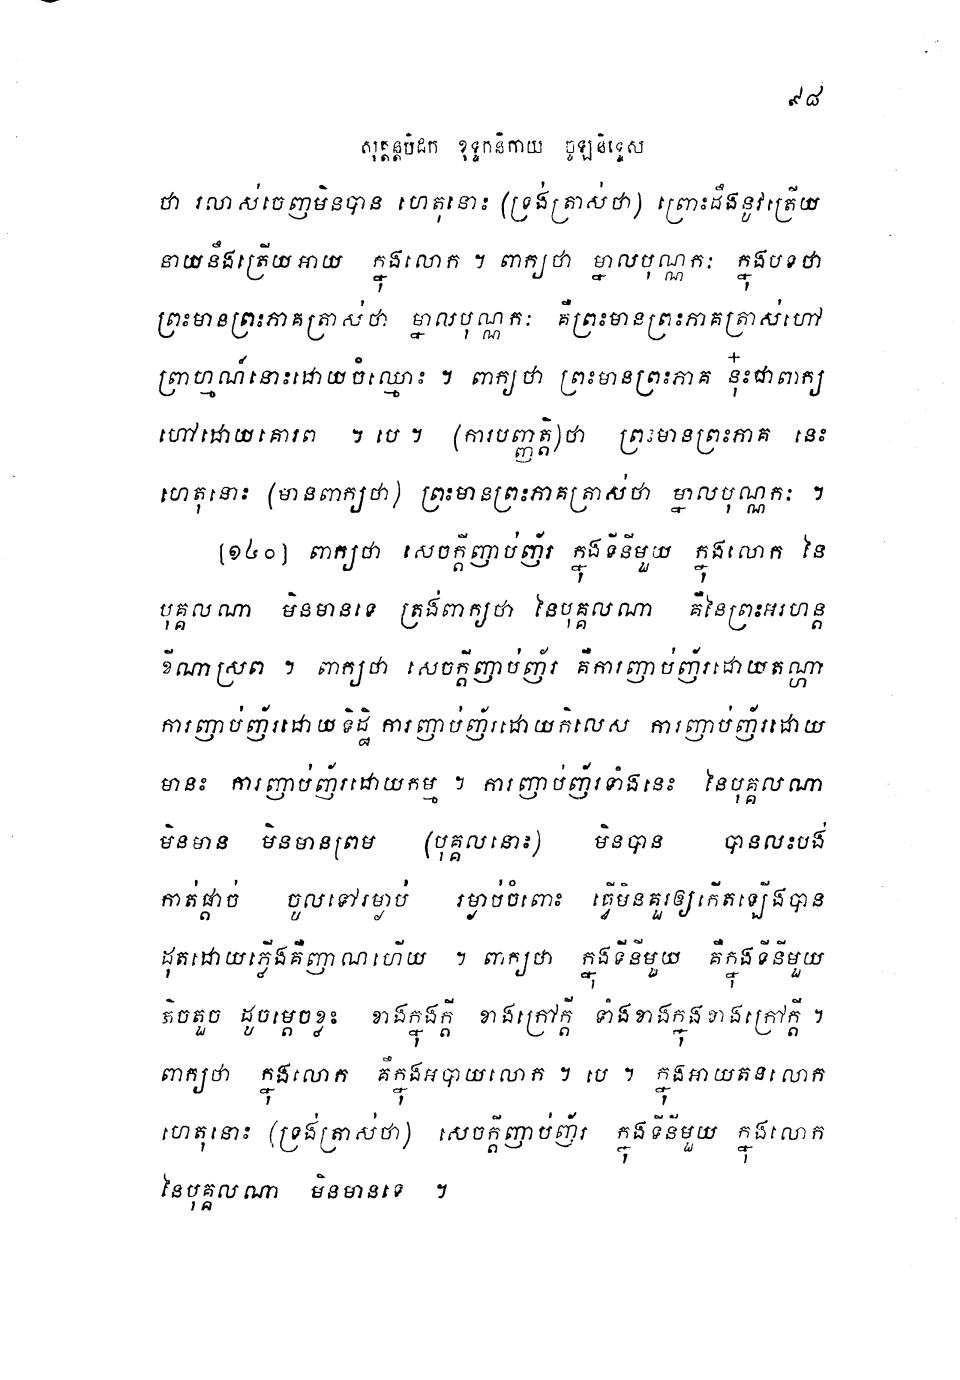 ៩៨
សុត្តន្តបិដក ខុទ្ទកនិកាយ ចូឡនិទ្ទេស
ថា រលាស់ចេញមិនបាន ហេតុនោះ (ទ្រង់ត្រាស់ថា) ព្រោះដឹងនូវត្រើយ
នាយនឹងត្រើយអាយ ក្នុងលោក ។ ពាក្យថា ម្នាលបុណ្ណកៈ ក្នុងបទថា
ព្រះមានព្រះភាគត្រាស់ថា ម្នាលបុណ្ណកៈ គឺព្រះមានព្រះភាគត្រាស់ហៅ
ព្រាហ្មណ៍នោះដោយចំឈ្មោះ ។ ពាក្យថា ព្រះមានព្រះភាគ នុ៎ះជាពាក្យ
ហៅដោយគោរព ។ បេ ។ (ការបញ្ញត្តិ)ថា ព្រះមានព្រះភាគ នេះ
ហេតុនោះ (មានពាក្យថា) ព្រះមានព្រះភាគត្រាស់ថា ម្នាលបុណ្ណកៈ ។
(១៤០) ពាក្យថា សេចក្តីញាប់ញ័រ ក្នុងទីនីមួយ ក្នុងលោក នៃ
បុគ្គលណា មិនមានទេ ត្រង់ពាក្យថា នៃបុគ្គលណា គឺនៃព្រះអរហន្ត
ខីណាស្រព ។ ពាក្យថា សេចក្តីញាប់ញ័រ គឺការញាប់ញ័រដោយតណ្ហា
ការញាប់ញ័រដោយទិដ្ឋិ ការញាប់ញ័រដោយកិលេស ការញាប់ញ័រដោយ
មានះ ការញាប់ញ័រដោយកម្ម ។ ការញាប់ញ័រទាំងនេះ នៃបុគ្គលណា
មិនមាន មិនមានព្រម (បុគ្គលនោះ) មិនបាន បានលះបង់
កាត់ផ្តាច់ ចូលទៅរម្ងាប់ រម្ងាប់ចំពោះ ធ្វើមិនគួរឲ្យកើតឡើងបាន
ដុតដោយភ្លើងគឺញាណហើយ ។ ពាក្យថា ក្នុងទីនីមួយ គឺក្នុងទីនីមួយ
តិចតួច ដូចម្តេចខ្លះ ខាងក្នុងក្តី ខាងក្រៅក្តី ទាំងខាងក្នុងខាងក្រៅក្តី ។
ពាក្យថា ក្នុងលោក គឺក្នុងអបាយលោក ។ បេ ។ ក្នុងអាយតនលោក
ហេតុនោះ (ទ្រង់ត្រាស់ថា) សេចក្តីញាប់ញ័រ ក្នុងទីនីមួយ ក្នុងលោក
នៃបុគ្គលណា មិនមានទេ ។